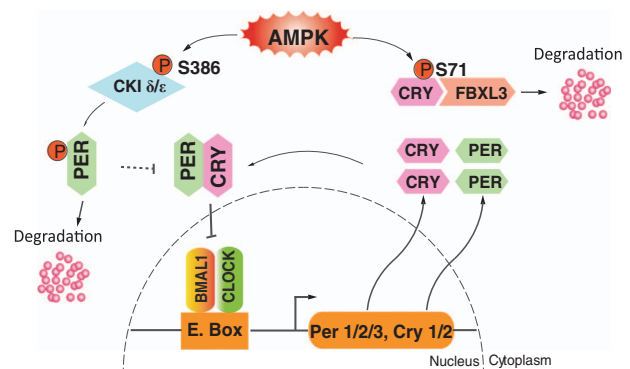 AMPK
P S386
CKI δ/ε
P S71
CRY FBXL3
Degradation
P PER
PER CRY
CRY PER
CRY PER
Degradation
BMAL1 CLOCK
E. Box
Per 1/2/3, Cry 1/2
Nucleus Cytoplasm